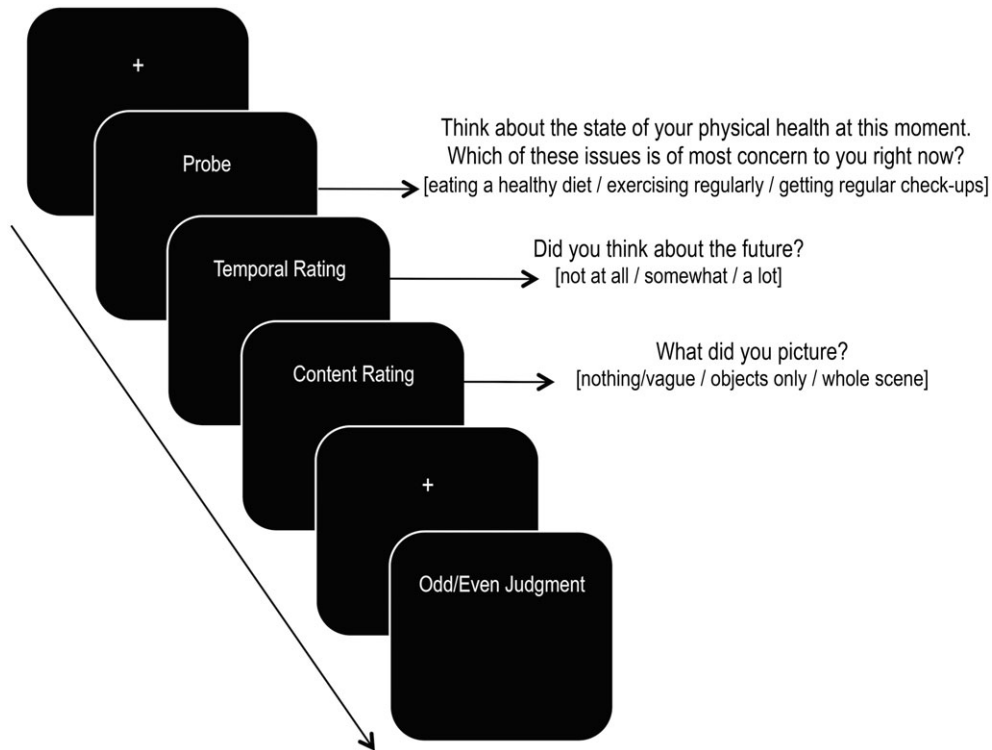 +
Probe
Think about the state of your physical health at this moment.
Which of these issues is of most concern to you right now?
[eating a healthy diet / exercising regularly / getting regular check-ups]
Temporal Rating
Did you think about the future?
[not at all / somewhat / a lot]
Content Rating
What did you picture?
[nothing/vague / objects only / whole scene]
+
Odd/Even Judgment